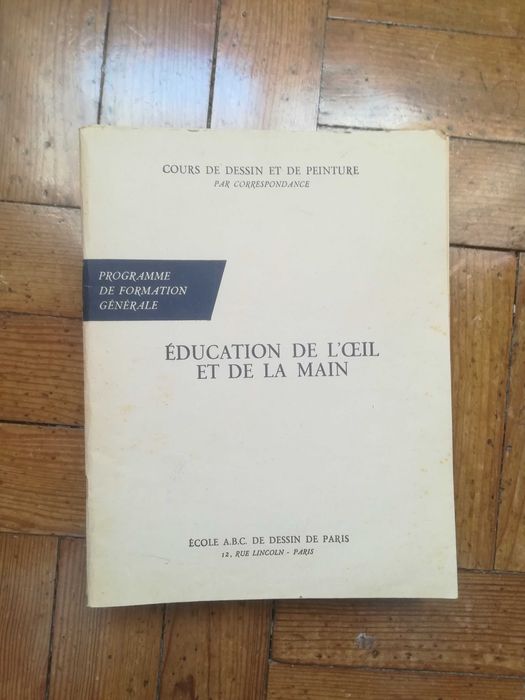 COURS DE DESSIN ET DE PEINTURE
PAR CORRESPONDANCE
PROGRAMME
DE FORMATION
GÉNÉRALE
ÉDUCATION DE L'ŒIL
ET DE LA MAIN
ÉCOLE A.B.C. DE DESSIN DE PARIS
12, RUE LINCOLN - PARIS